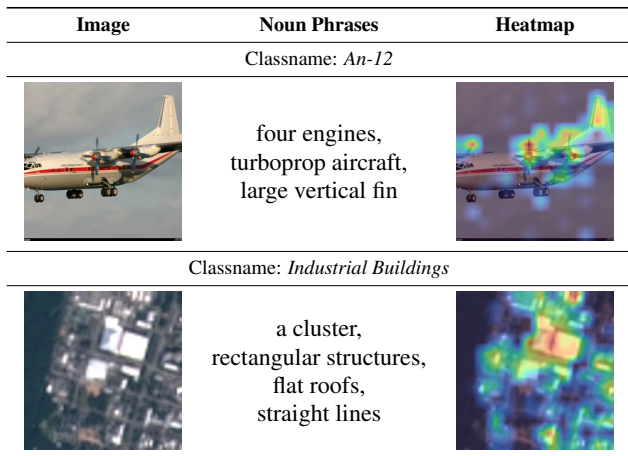 Image Noun Phrases Heatmap
Classname: An-12
four engines,
turboprop aircraft,
large vertical fin
Classname: Industrial Buildings
a cluster,
rectangular structures,
flat roofs,
straight lines